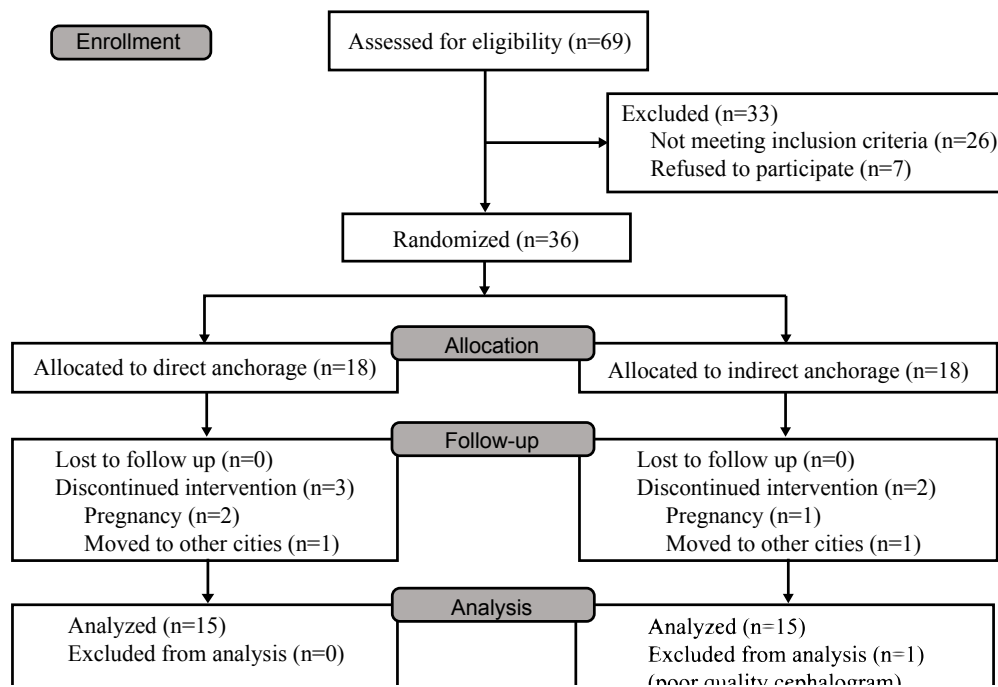 Enrollment
Assessed for eligibility (n=69)
Excluded (n=33)
Not meeting inclusion criteria (n=26)
Refused to participate (n=7)
Randomized (n=36)
Allocation
Allocated to direct anchorage (n=18)
Allocated to indirect anchorage (n=18)
Follow-up
Lost to follow up (n=0)
Discontinued intervention (n=3)
Pregnancy (n=2)
Moved to other cities (n=1)
Lost to follow up (n=0)
Discontinued intervention (n=2)
Pregnancy (n=1)
Moved to other cities (n=1)
Analysis
Analyzed (n=15)
Excluded from analysis (n=0)
Analyzed (n=15)
Excluded from analysis (n=1)
(poor quality cephalogram)